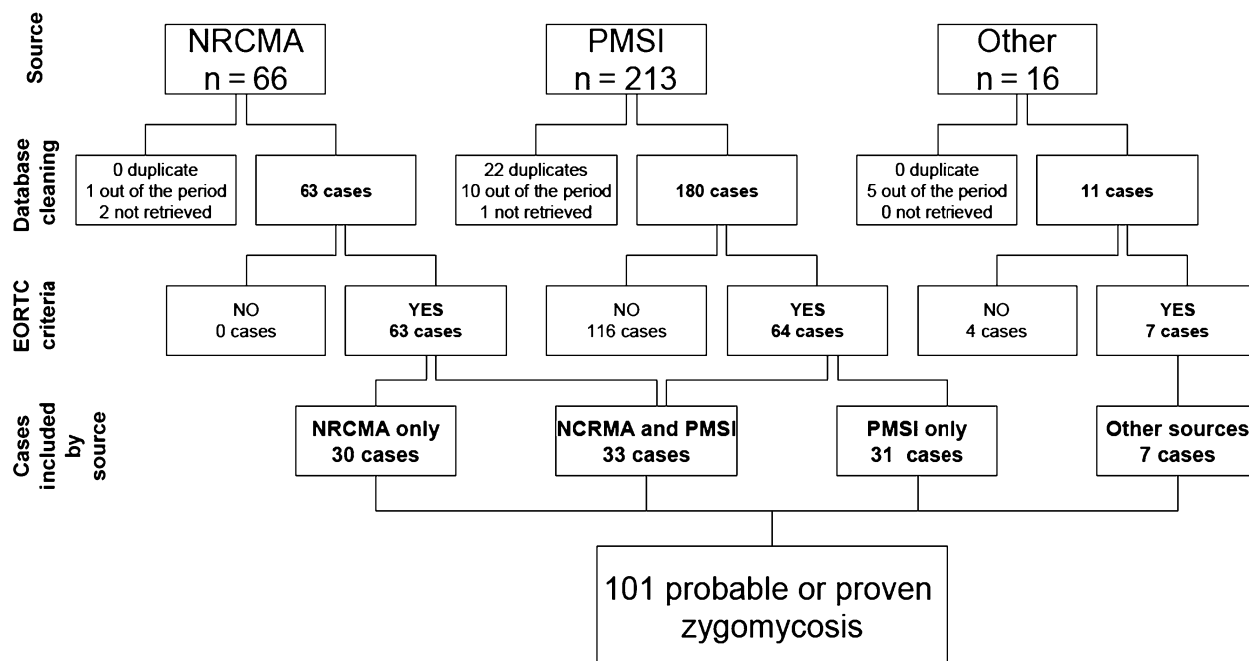 Source
NRCMA
n = 66
PMSI
n = 213
Other
n = 16
Database
cleaning
0 duplicate
1 out of the period
2 not retrieved
63 cases
22 duplicates
10 out of the period
1 not retrieved
180 cases
0 duplicate
5 out of the period
0 not retrieved
11 cases
EORTC
criteria
NO
0 cases
YES
63 cases
NO
116 cases
YES
64 cases
NO
4 cases
YES
7 cases
Cases
included
by
source
NRCMA only
30 cases
NCRMA and PMSI
33 cases
PMSI only
31 cases
Other sources
7 cases
101 probable or proven
zygomycosis